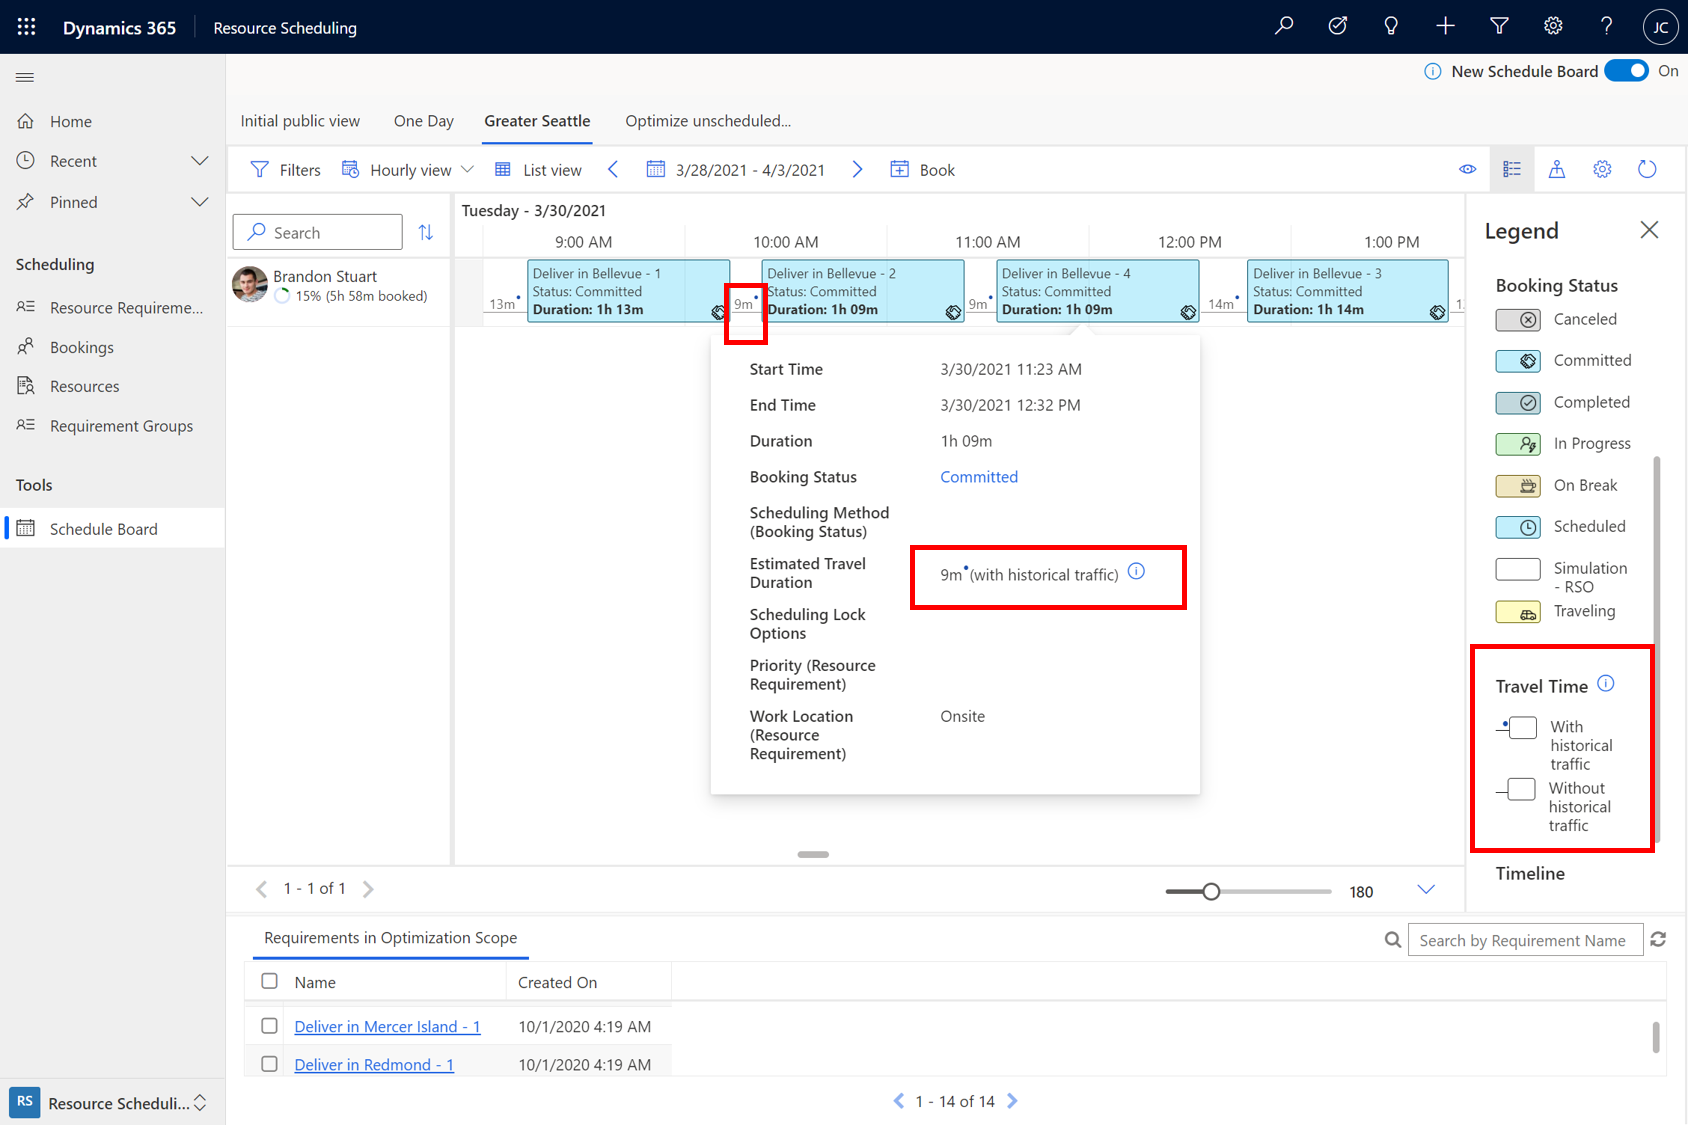 Dynamics 365
Resource Scheduling
JC
New Schedule Board
On
Home
Recent
Pinned
Scheduling
Resource Requireme...
Bookings
Resources
Requirement Groups
Tools
Schedule Board
RS
Resource Scheduli...
Initial public view
One Day
Greater Seattle
Optimize unscheduled...
Filters
Hourly view
List view
3/28/2021 - 4/3/2021
Book
Search
Tuesday - 3/30/2021
9:00 AM
10:00 AM
11:00 AM
12:00 PM
1:00 PM
Brandon Stuart
15% (5h 58m booked)
13m
Deliver in Bellevue - 1
Status: Committed
Duration: 1h 13m
9m
Deliver in Bellevue - 2
Status: Committed
Duration: 1h 09m
9m
Deliver in Bellevue - 4
Status: Committed
Duration: 1h 09m
14m
Deliver in Bellevue - 3
Status: Committed
Duration: 1h 14m
Start Time
3/30/2021 11:23 AM
End Time
3/30/2021 12:32 PM
Duration
1h 09m
Booking Status
Committed
Scheduling Method
(Booking Status)
Estimated Travel
Duration
9m (with historical traffic)
Scheduling Lock
Options
Priority (Resource
Requirement)
Work Location
(Resource
Requirement)
Onsite
Legend
Booking Status
Canceled
Committed
Completed
In Progress
On Break
Scheduled
Simulation
- RSO
Traveling
Travel Time
With
historical
traffic
Without
historical
traffic
Timeline
1 - 1 of 1
180
Requirements in Optimization Scope
Search by Requirement Name
Name
Created On
Deliver in Mercer Island - 1
10/1/2020 4:19 AM
Deliver in Redmond - 1
10/1/2020 4:19 AM
1 - 14 of 14